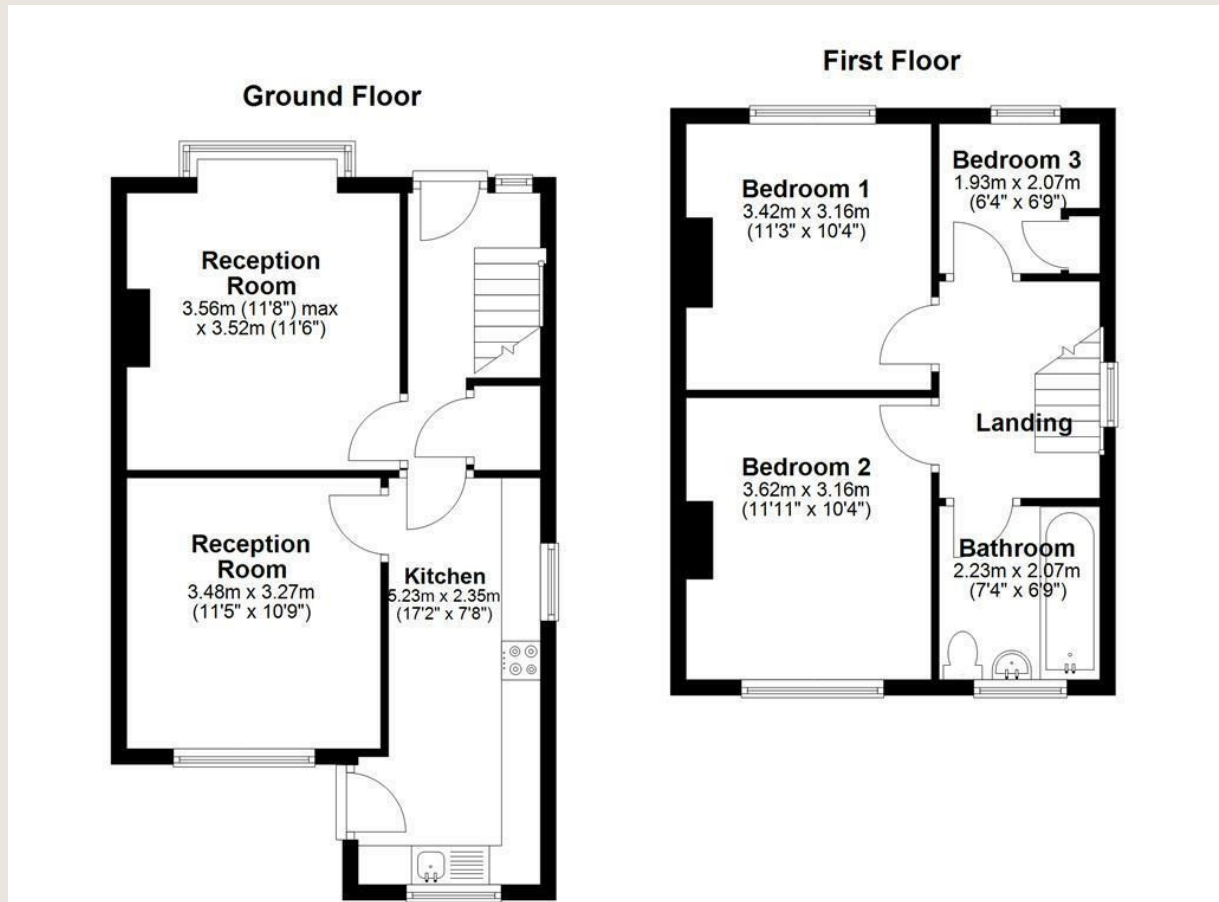 Ground Floor
Reception
Room
3.56m (11'8") max
x 3.52m (11'6")
Reception
Room
3.48m x 3.27m
(11'5" x 10'9")
Kitchen
5.23m x 2.35m
(17'2" x 7'8")
First Floor
Bedroom 1
3.42m x 3.16m
(11'3" x 10'4")
Bedroom 3
1.93m x 2.07m
(6'4" x 6'9")
Landing
Bedroom 2
3.62m x 3.16m
(11'11" x 10'4")
Bathroom
2.23m x 2.07m
(7'4" x 6'9")